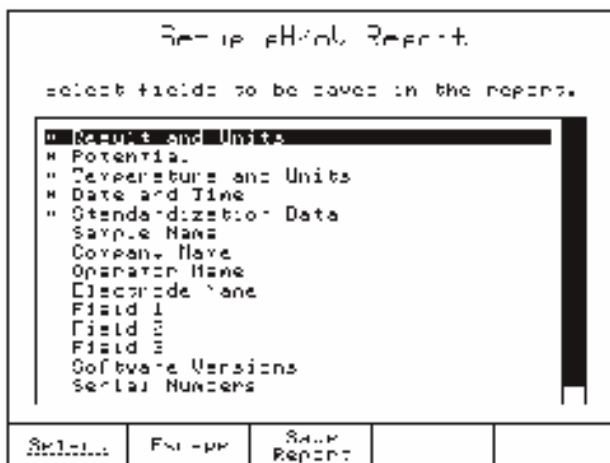 Setup pH/mV Report
Select fields to be saved in the report.
* Result and Units
* Potential
* Temperature and Units
* Date and Time
* Standardization Data
Sample Name
Company Name
Operator Name
Electrode Name
Field 1
Field 2
Field 3
Software Versions
Serial Numbers
Select
Escape
Save
Report